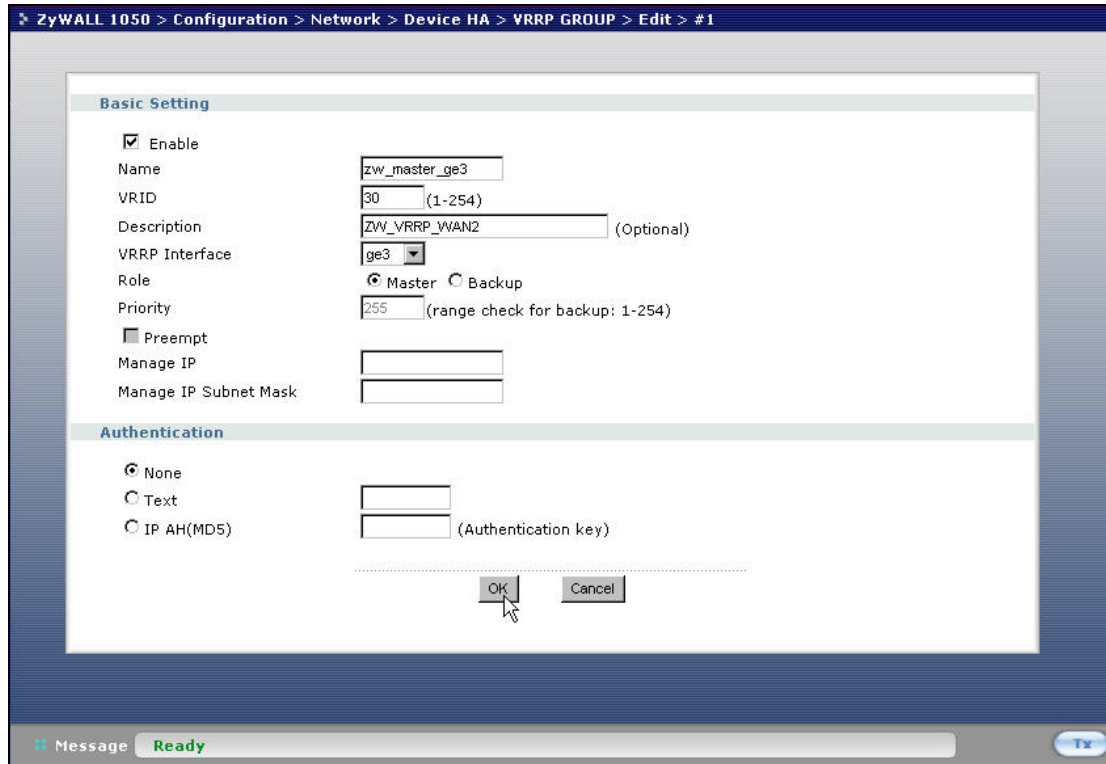 ZyWALL 1050 > Configuration > Network > Device HA > VRRP GROUP > Edit > #1
Basic Setting
Enable
Name zw_master_ge3
VRID 30 (1-254)
Description ZW_VRRP_WAN2 (Optional)
VRRP Interface ge3
Role Master Backup
Priority 255 (range check for backup: 1-254)
Preempt
Manage IP
Manage IP Subnet Mask
Authentication
None
Text
IP AH(MD5) (Authentication key)
OK Cancel
Message Ready Tx